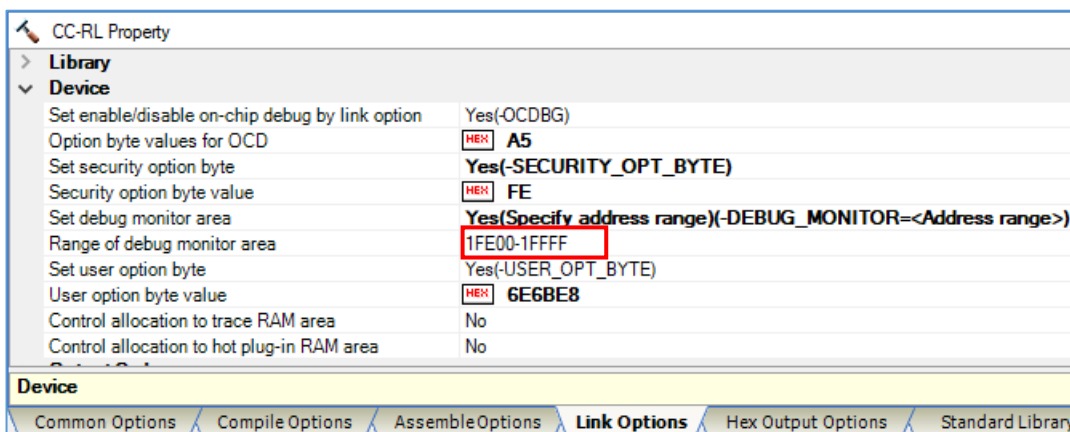 CC-RL Property
Library
Device
Set enable/disable on-chip debug by link option Yes(-OCDBG)
Option byte values for OCD HEX A5
Set security option byte Yes(-SECURITY_OPT_BYTE)
Security option byte value HEX FE
Set debug monitor area Yes(Specify address range)(-DEBUG_MONITOR=<Address range>)
Range of debug monitor area 1FE00-1FFFF
Set user option byte Yes(-USER_OPT_BYTE)
User option byte value HEX 6E6BE8
Control allocation to trace RAM area No
Control allocation to hot plug-in RAM area No
Device
Common Options Compile Options Assemble Options Link Options Hex Output Options Standard Library